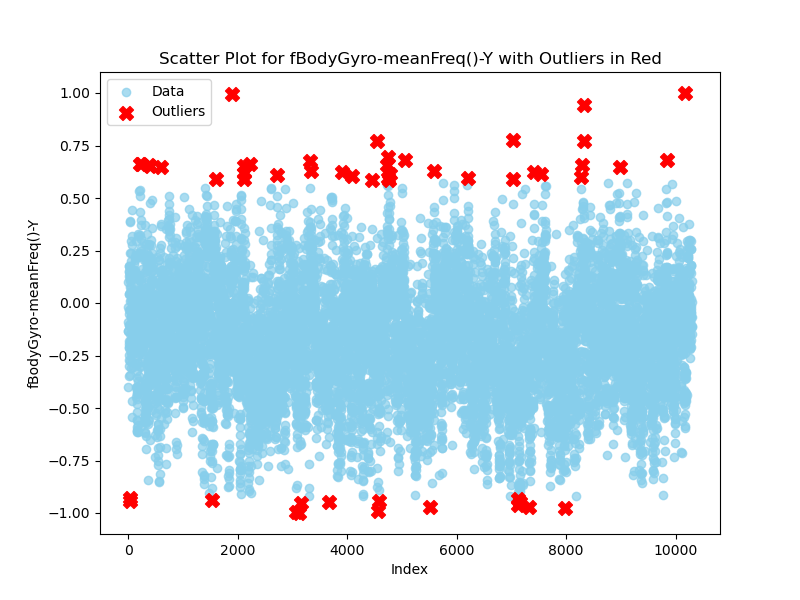 Scatter Plot for fBodyGyro-meanFreq()-Y with Outliers in Red
Data
Outliers
1.00
0.75
0.50
0.25
0.00
−0.25
−0.50
−0.75
−1.00
fBodyGyro-meanFreq()-Y
0 2000 4000 6000 8000 10000
Index